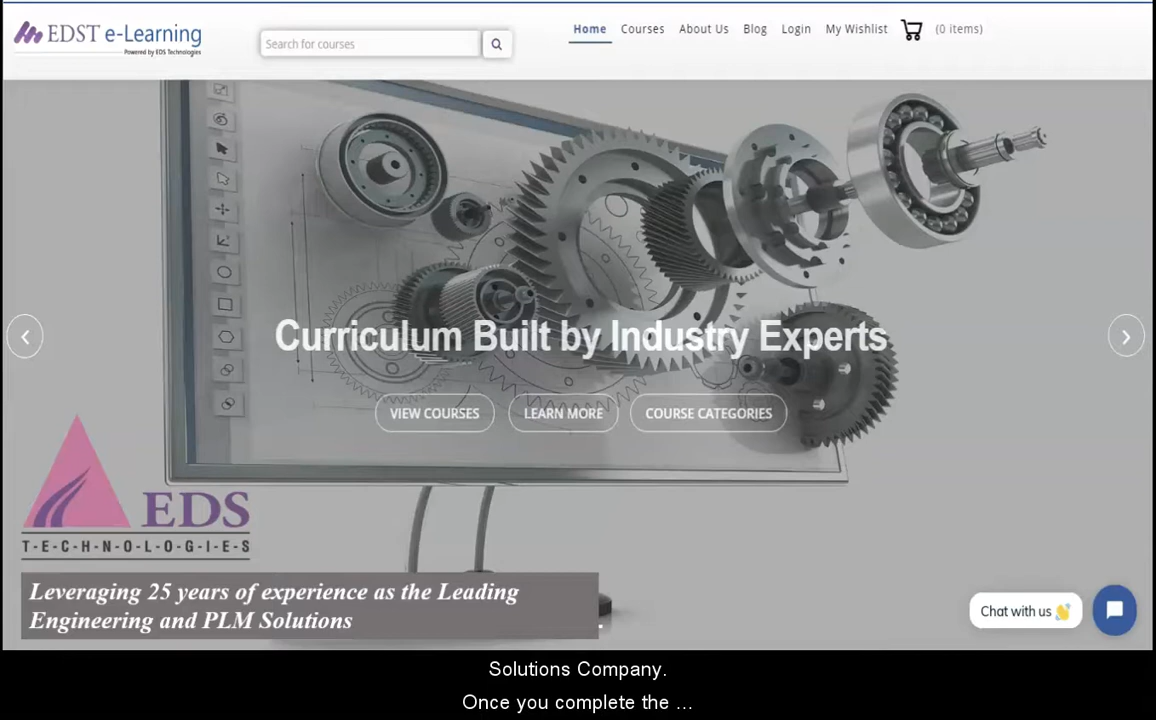 EDST e-Learning
Powered by EDS Technologies
Search for courses
Home Courses About Us Blog Login My Wishlist (0 items)
Curriculum Built by Industry Experts
VIEW COURSES LEARN MORE COURSE CATEGORIES
EDS
T-E-C-H-N-O-L-O-G-I-E-S
Leveraging 25 years of experience as the Leading
Engineering and PLM Solutions
Chat with us 👋
Solutions Company.
Once you complete the ...